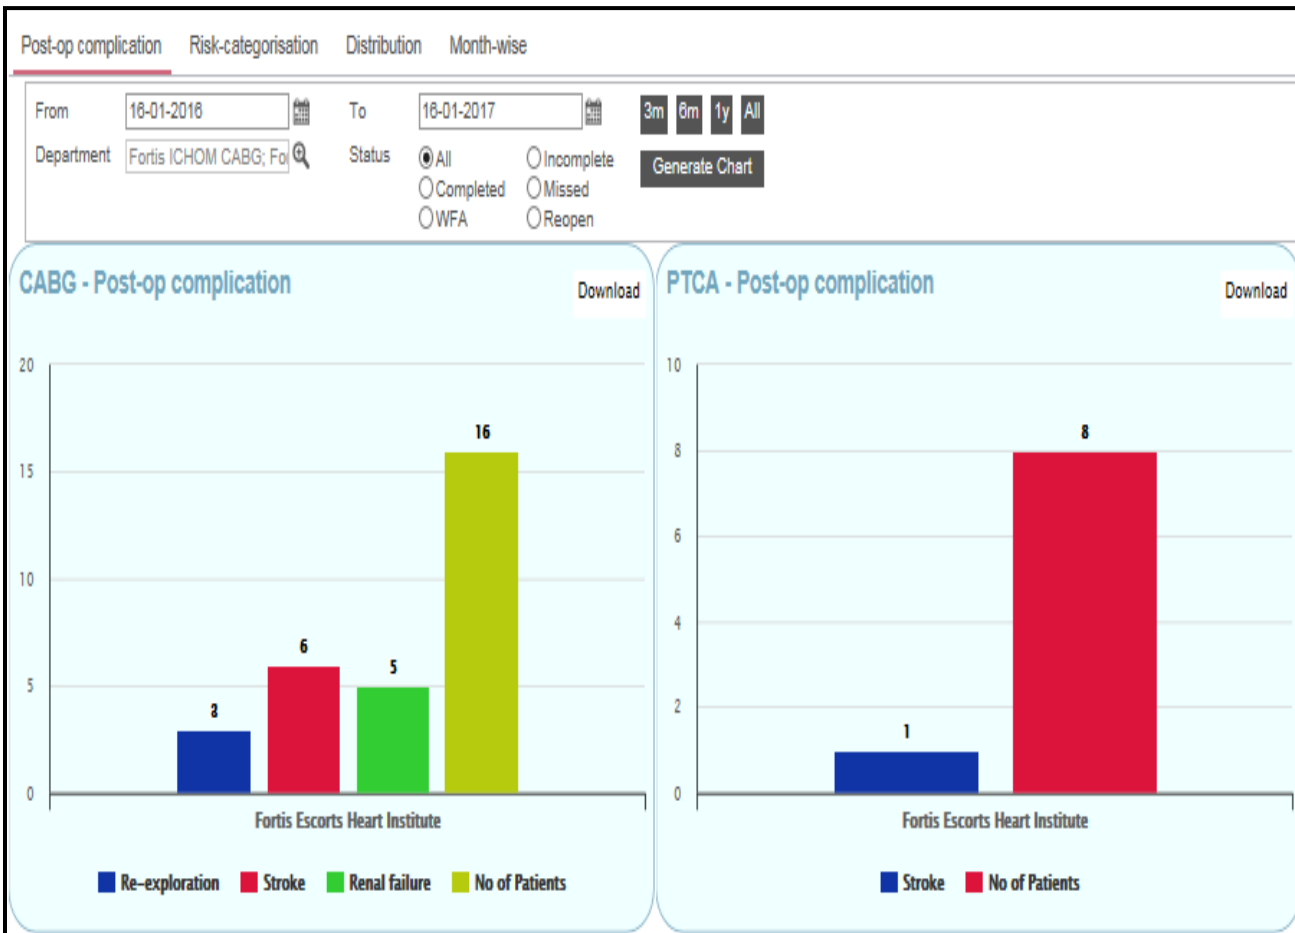 Post-op complication Risk-categorisation Distribution Month-wise
From 16-01-2016 To 16-01-2017 3m 6m 1y All
Department Fortis ICHOM CABG; Fo Status All Incomplete Generate Chart
Completed Missed
WFA Reopen
CABG - Post-op complication Download
20
15
10
5
0
3
6
5
16
Fortis Escorts Heart Institute
Re-exploration Stroke Renal failure No of Patients
PTCA - Post-op complication Download
10
8
6
4
2
0
1
8
Fortis Escorts Heart Institute
Stroke No of Patients